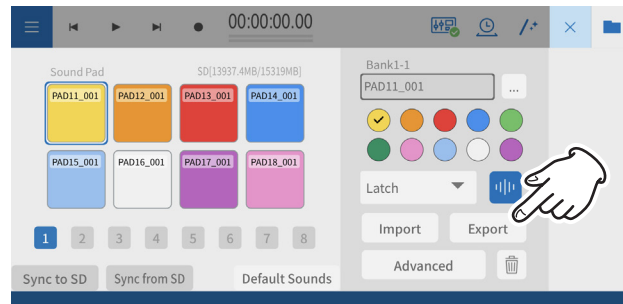 00:00:00.00
Sound Pad
SD[13937.4MB/15319MB]
PAD11_001
PAD12_001
PAD13_001
PAD14_001
PAD15_001
PAD16_001
PAD17_001
PAD18_001
1 2 3 4 5 6 7 8
Sync to SD
Sync from SD
Default Sounds
Bank1-1
PAD11_001
...
Latch
Import
Export
Advanced